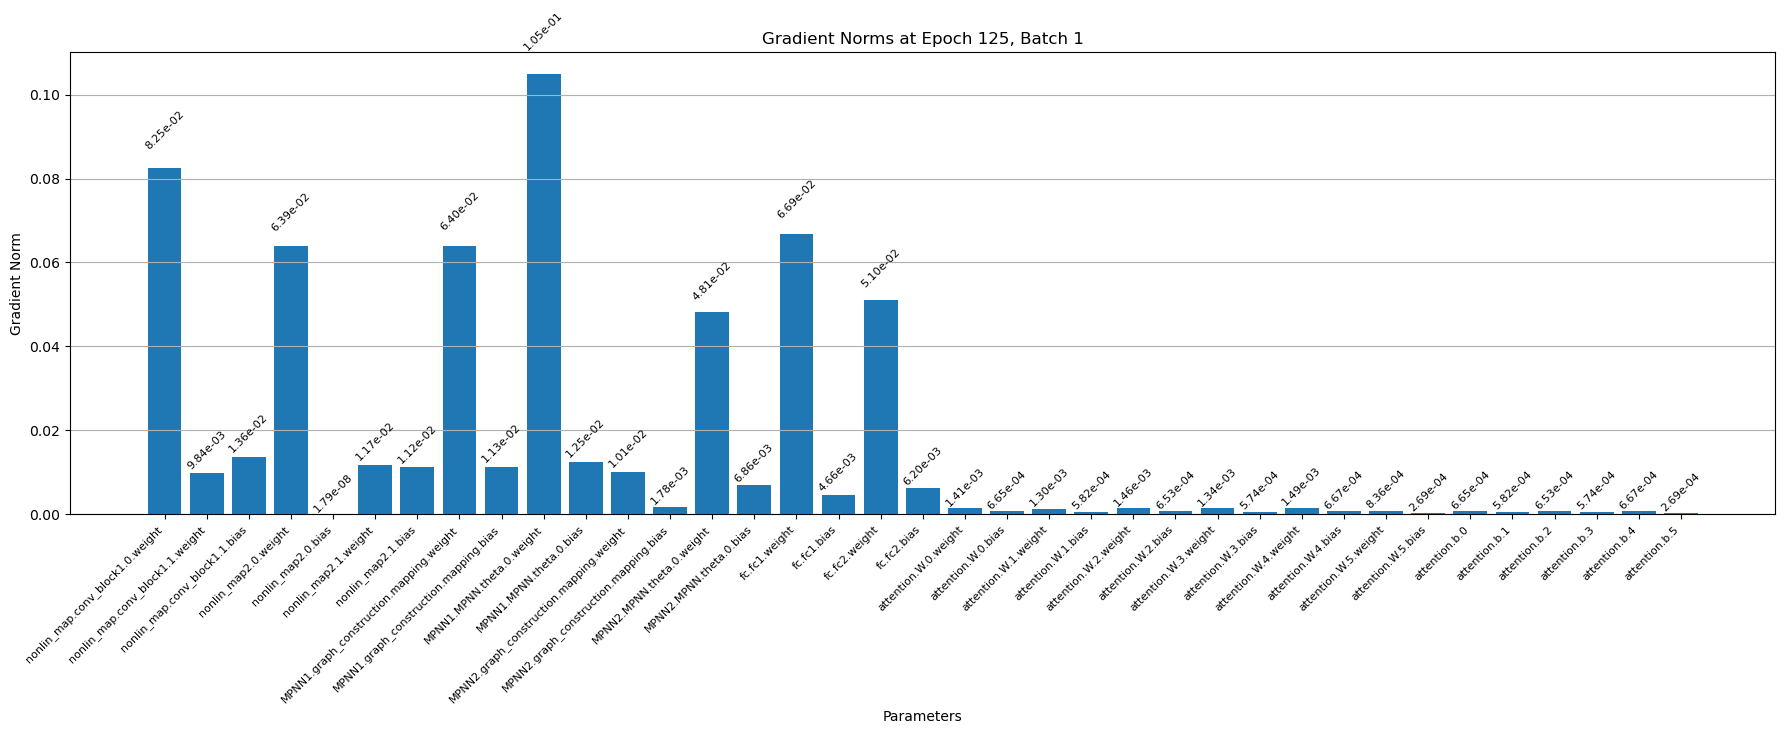 Gradient Norms at Epoch 125, Batch 1
Gradient Norm
0.10
0.08
0.06
0.04
0.02
0.00
8.25e-02
9.84e-03
1.36e-02
6.39e-02
1.79e-08
1.17e-02
1.12e-02
6.40e-02
1.13e-02
1.05e-01
1.25e-02
1.01e-02
1.78e-03
4.81e-02
6.86e-03
6.69e-02
4.66e-03
5.10e-02
6.20e-03
1.41e-03
6.65e-04
1.30e-03
5.82e-04
1.46e-03
6.53e-04
1.34e-03
5.74e-04
1.49e-03
6.67e-04
8.36e-04
2.69e-04
6.65e-04
5.82e-04
6.53e-04
5.74e-04
6.67e-04
2.69e-04
nonlin_map.conv_block1.0.weight
nonlin_map.conv_block1.1.weight
nonlin_map.conv_block1.1.bias
nonlin_map2.0.weight
nonlin_map2.0.bias
nonlin_map2.1.weight
nonlin_map2.1.bias
MPNN1.graph_construction.mapping.weight
MPNN1.graph_construction.mapping.bias
MPNN1.MPNN.theta.0.weight
MPNN1.MPNN.theta.0.bias
MPNN2.graph_construction.mapping.weight
MPNN2.graph_construction.mapping.bias
MPNN2.MPNN.theta.0.weight
MPNN2.MPNN.theta.0.bias
fc.fc1.weight
fc.fc1.bias
fc.fc2.weight
fc.fc2.bias
attention.W.0.weight
attention.W.0.bias
attention.W.1.weight
attention.W.1.bias
attention.W.2.weight
attention.W.2.bias
attention.W.3.weight
attention.W.3.bias
attention.W.4.weight
attention.W.4.bias
attention.W.5.weight
attention.W.5.bias
attention.b.0
attention.b.1
attention.b.2
attention.b.3
attention.b.4
attention.b.5
Parameters